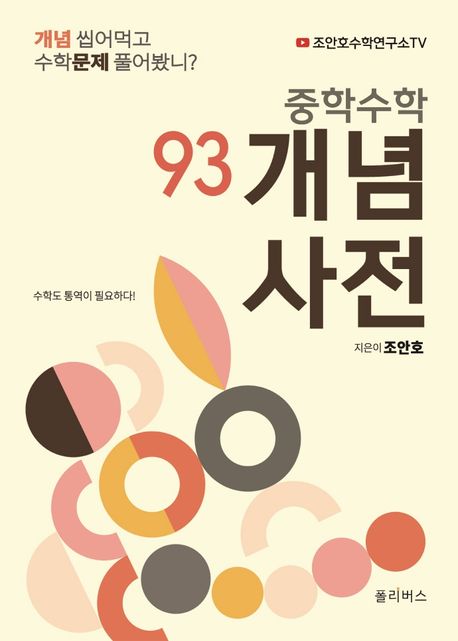 개념 씹어먹고
수학문제 풀어봤니?
조안호수학연구소TV
중학수학
93 개념
사전
수학도 통역이 필요하다!
지은이 조안호
폴리버스